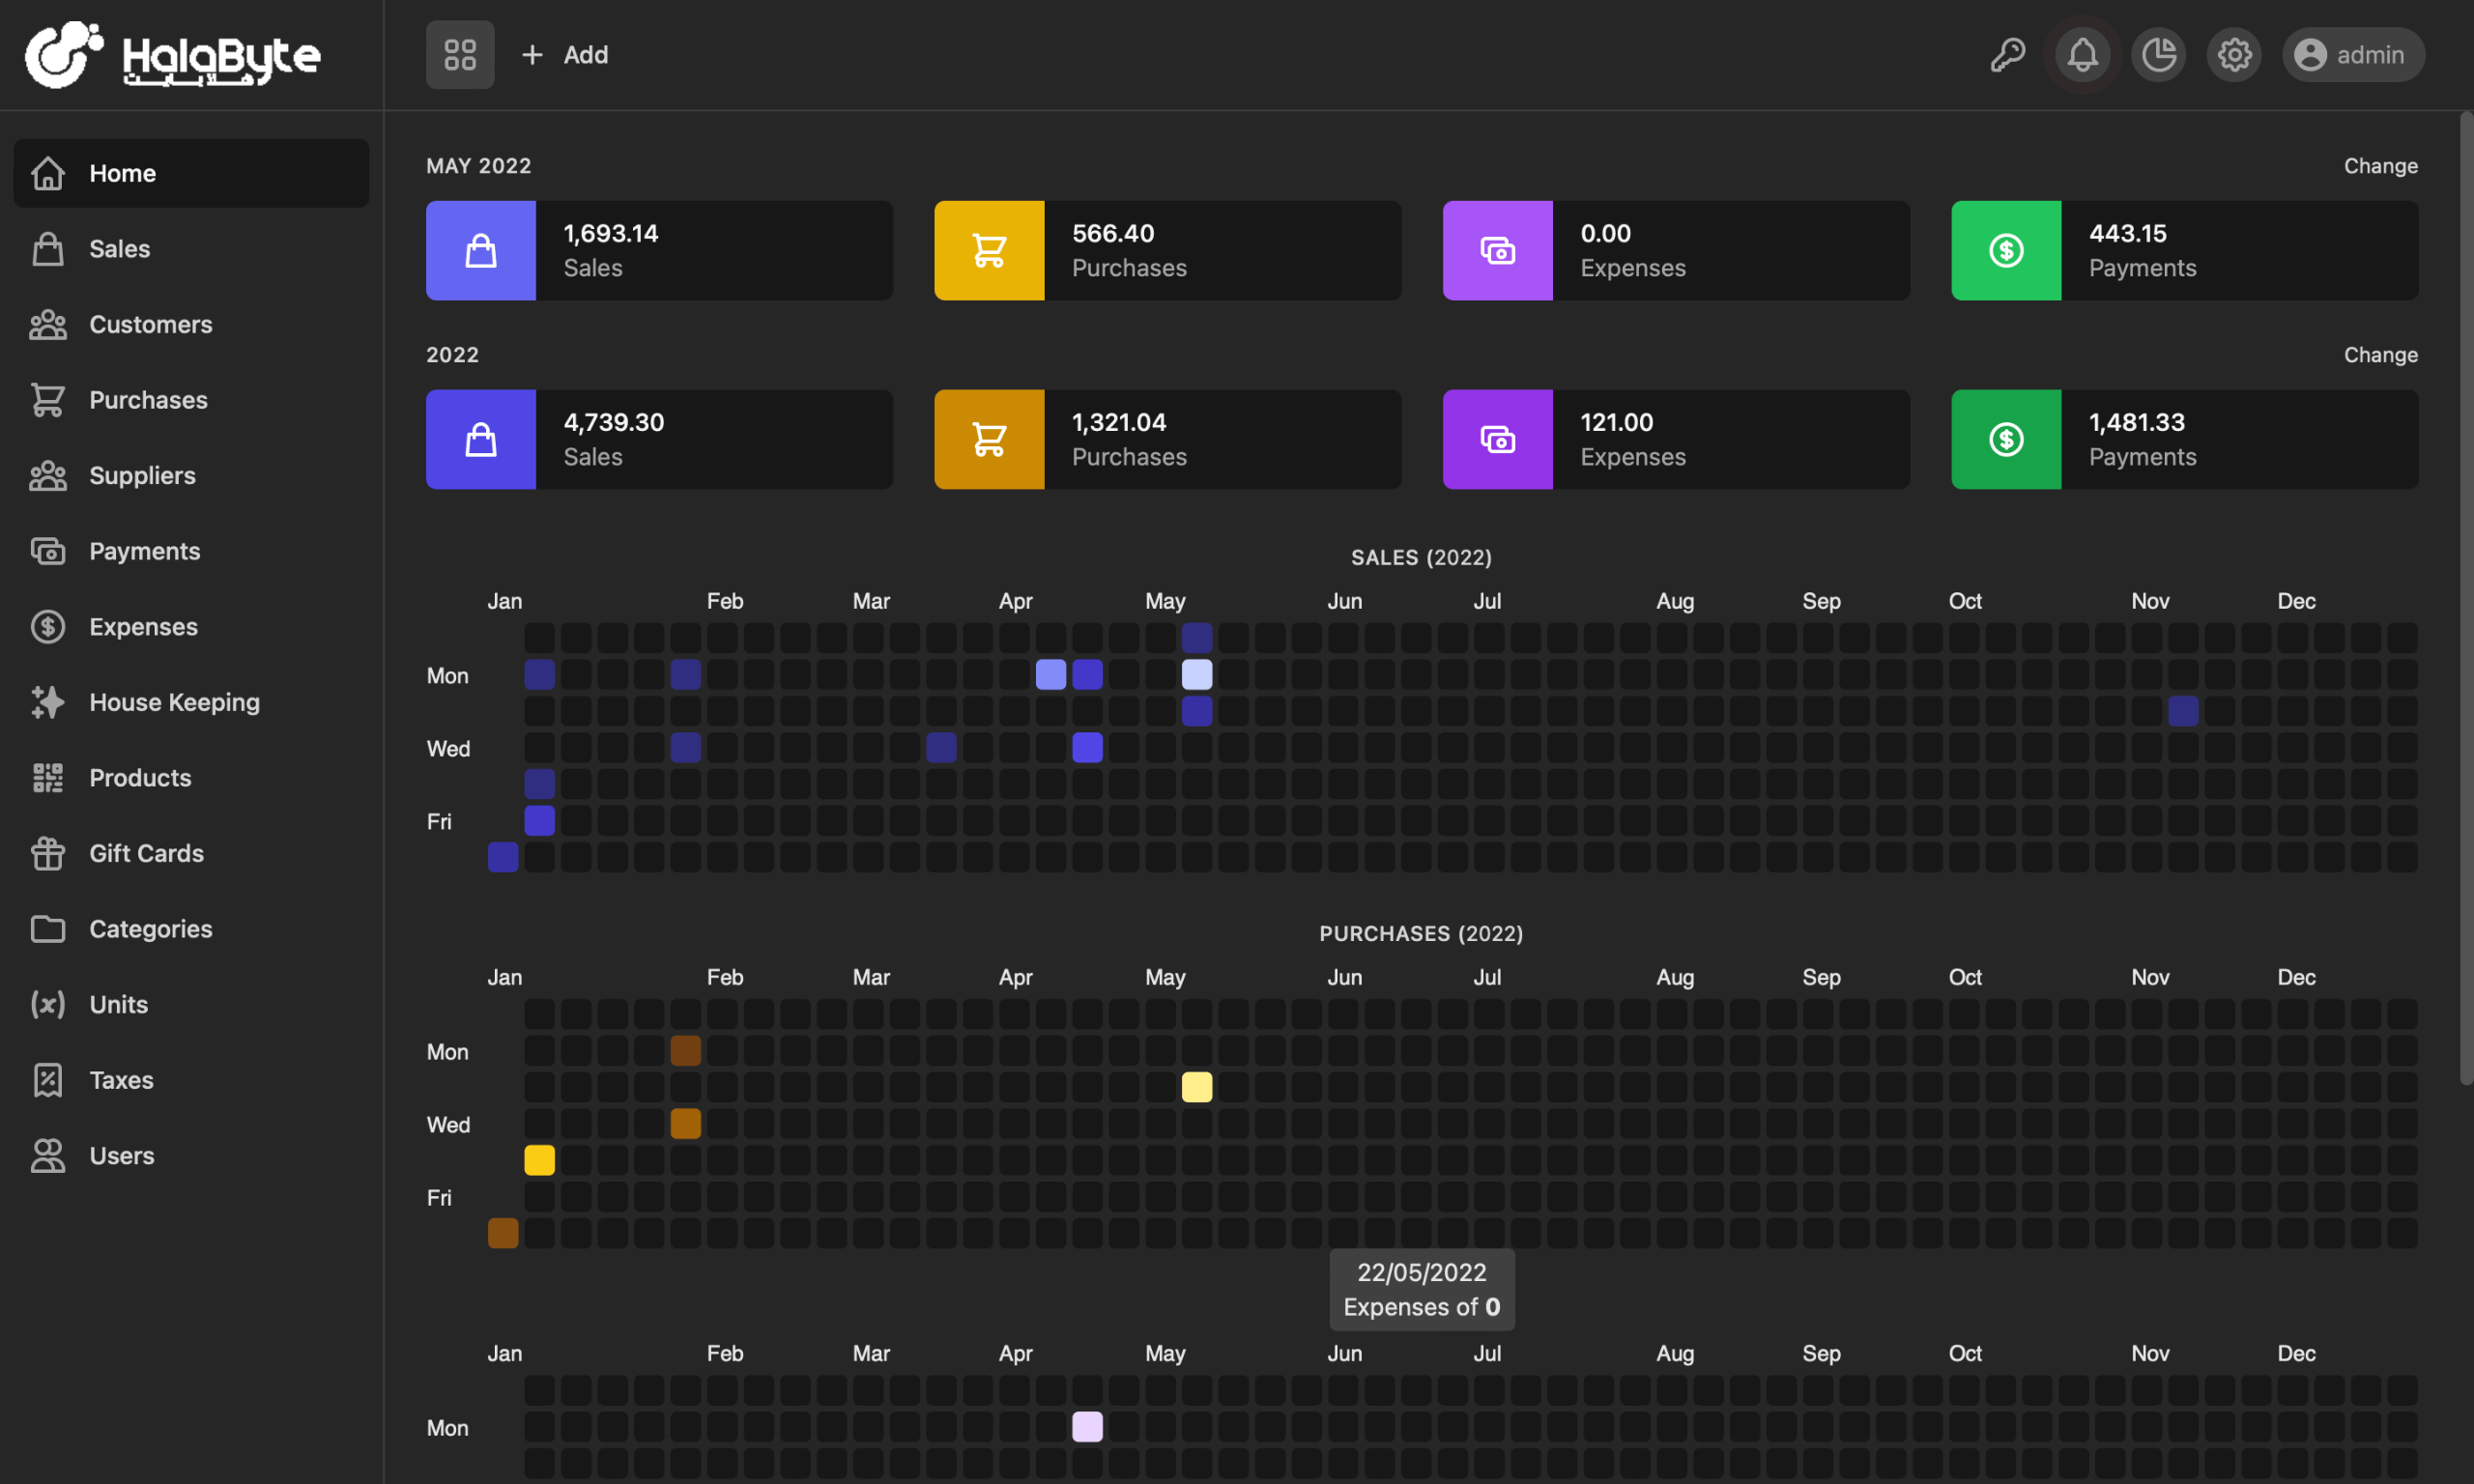 HalaByte
هلابايت
Add
admin
Home
Sales
Customers
Purchases
Suppliers
Payments
Expenses
House Keeping
Products
Gift Cards
Categories
Units
Taxes
Users
MAY 2022
Change
1,693.14
Sales
566.40
Purchases
0.00
Expenses
443.15
Payments
2022
Change
4,739.30
Sales
1,321.04
Purchases
121.00
Expenses
1,481.33
Payments
SALES (2022)
Jan Feb Mar Apr May Jun Jul Aug Sep Oct Nov Dec
Mon
Wed
Fri
PURCHASES (2022)
Jan Feb Mar Apr May Jun Jul Aug Sep Oct Nov Dec
Mon
Wed
Fri
22/05/2022
Expenses of 0
Jan Feb Mar Apr May Jun Jul Aug Sep Oct Nov Dec
Mon